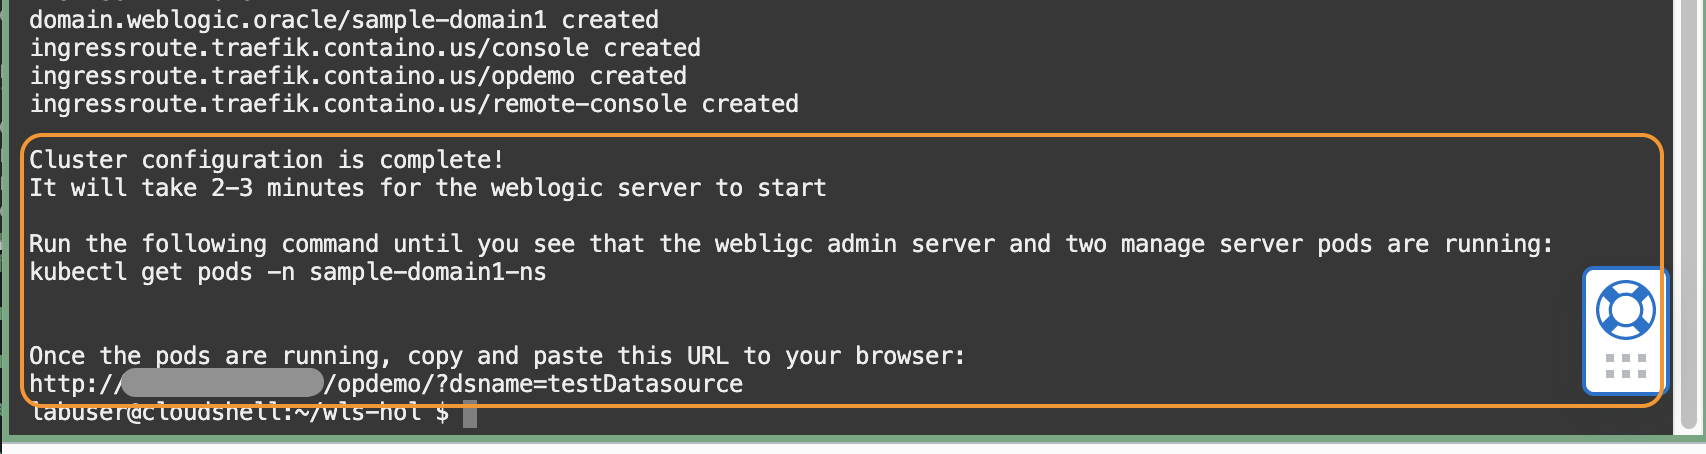 domain.weblogic.oracle/sample-domain1 created
ingressroute.traefik.containo.us/console created
ingressroute.traefik.containo.us/opdemo created
ingressroute.traefik.containo.us/remote-console created
Cluster configuration is complete!
It will take 2-3 minutes for the weblogic server to start
Run the following command until you see that the webligc admin server and two manage server pods are running:
kubectl get pods -n sample-domain1-ns
Once the pods are running, copy and paste this URL to your browser:
http:///opdemo/?dsname=testDatasource
labuser@cloudshell:~/wls-hol $